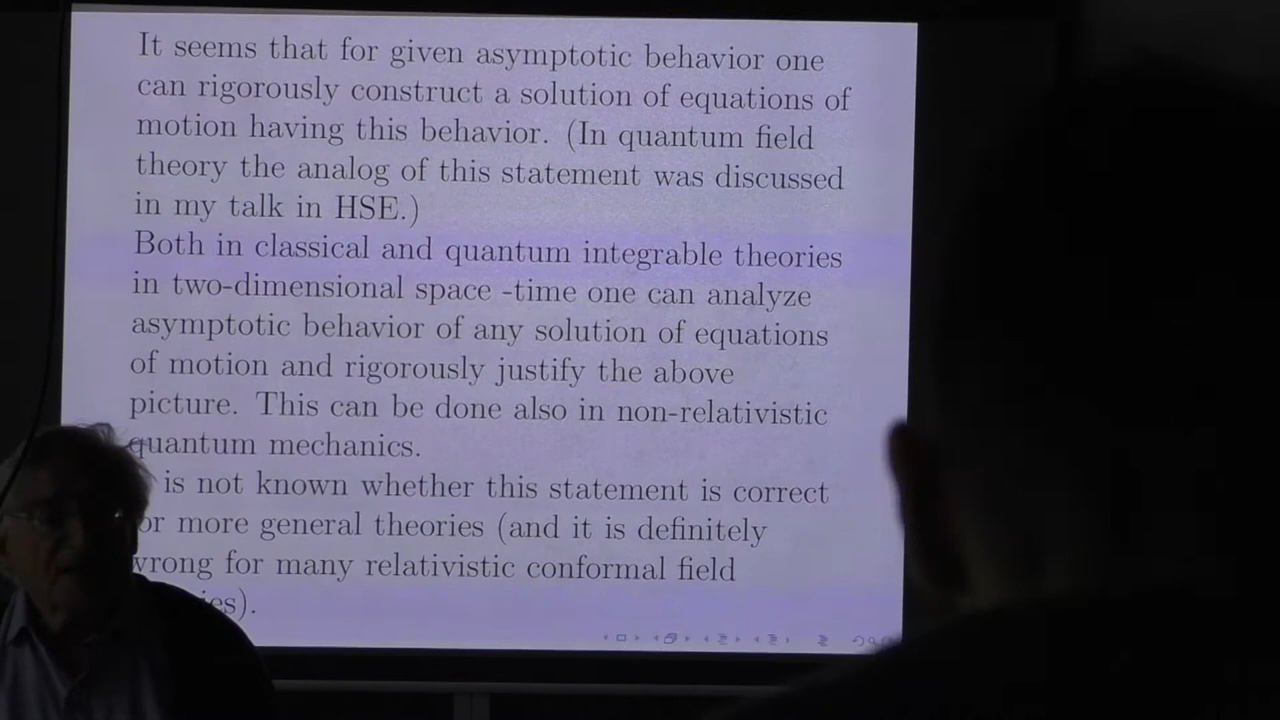 It seems that for given asymptotic behavior one
can rigorously construct a solution of equations of
motion having this behavior. (In quantum field
theory the analog of this statement was discussed
in my talk in HSE.)
Both in classical and quantum integrable theories
in two-dimensional space -time one can analyze
asymptotic behavior of any solution of equations
of motion and rigorously justify the above
picture. This can be done also in non-relativistic
quantum mechanics.
is not known whether this statement is correct
or more general theories (and it is definitely
wrong for many relativistic conformal field
ies).